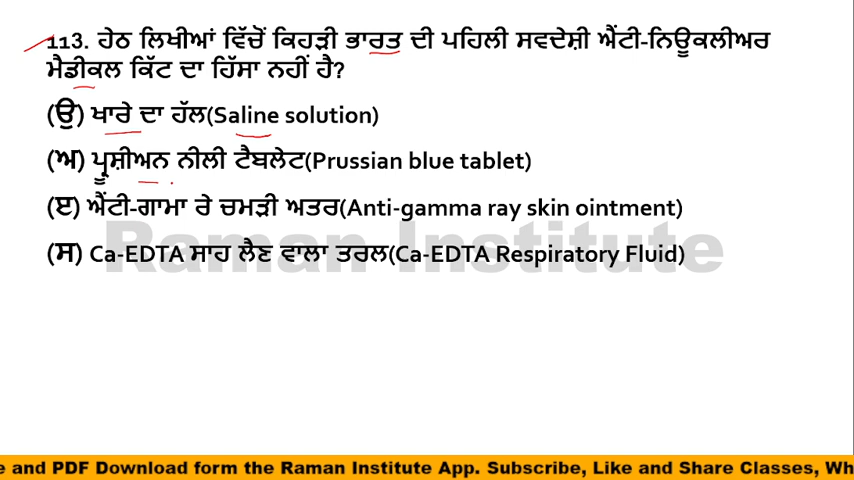 113. ਹੇਠ ਲਿਖੀਆਂ ਵਿੱਚੋਂ ਕਿਹੜੀ ਭਾਰਤ ਦੀ ਪਹਿਲੀ ਸਵਦੇਸ਼ੀ ਐਂਟੀ-ਨਿਊਕਲੀਅਰ
ਮੈਡੀਕਲ ਕਿੱਟ ਦਾ ਹਿੱਸਾ ਨਹੀਂ ਹੈ?
(ਉ) ਖਾਰੇ ਦਾ ਹੱਲ(Saline solution)
(ਅ) ਪ੍ਰੂਸ਼ੀਅਨ ਨੀਲੀ ਟੈਬਲੇਟ(Prussian blue tablet)
(ੲ) ਐਂਟੀ-ਗਾਮਾ ਰੇ ਚਮੜੀ ਅਤਰ(Anti-gamma ray skin ointment)
(ਸ) Ca-EDTA ਸਾਹ ਲੈਣ ਵਾਲਾ ਤਰਲ(Ca-EDTA Respiratory Fluid)
Raman Institute
e and PDF Download form the Raman Institute App. Subscribe, Like and Share Classes, Wh